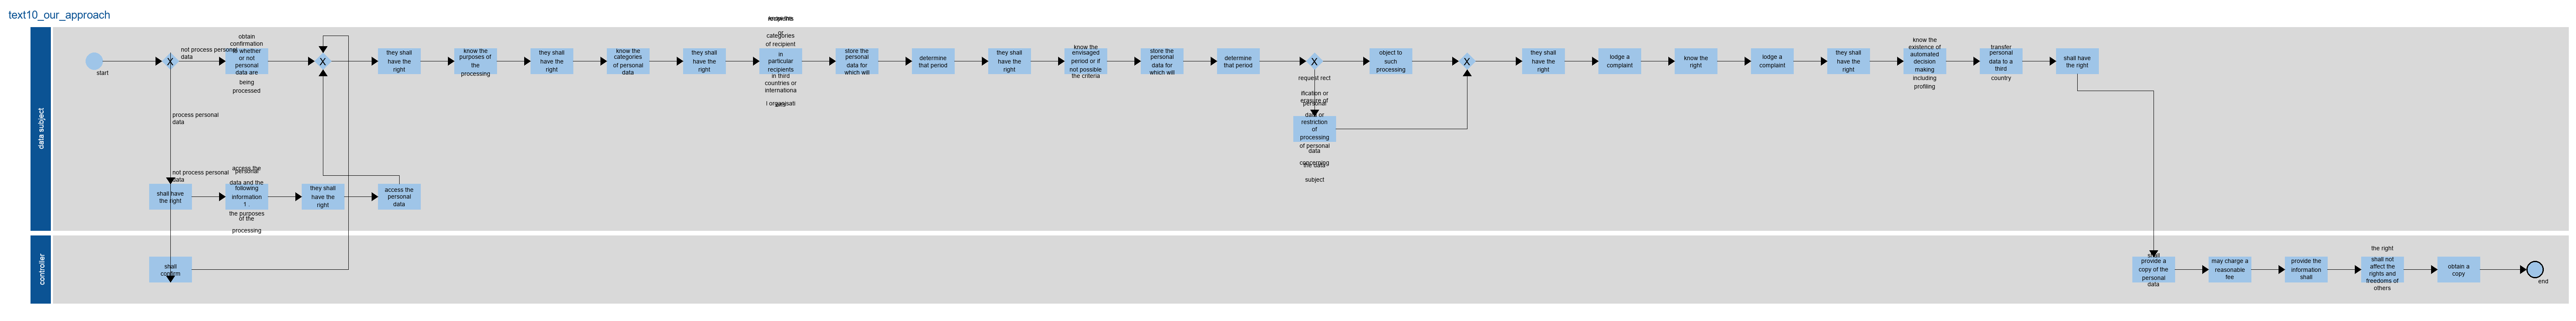 text10_our_approach
data subject
start
X
not process personal
data
obtain
confirmation
to whether
or not
personal
data are
being
processed
X
they shall
have the
right
know the
purposes of
the
processing
they shall
have the
right
know the
categories
of personal
data
they shall
have the
right
recipients
or
categories
of recipient
in
particular
recipients
in third
countries or
internationa
l organisati
store the
personal
data for
which will
determine
that period
they shall
have the
right
know the
envisaged
period or if
not possible
the criteria
store the
personal
data for
which will
determine
that period
X
object to
such
processing
X
they shall
have the
right
lodge a
complaint
know the
right
lodge a
complaint
they shall
have the
right
know the
existence of
automated
decision
making
including
profiling
transfer
personal
data to a
third
country
shall have
the right
request rect
ification or
erasure of
personal
data or
restriction
of
processing
of personal
data
concerning
the data
subject
process personal
data
not process personal
data
shall have
the right
access the
personal
data and the
following
information
1 .
the purposes
of the
processing
they shall
have the
right
access the
personal
data
controller
shall
confirm
shall
provide a
copy of the
personal
data
may charge a
reasonable
fee
provide the
information
shall
the right
shall not
affect the
rights and
freedoms of
others
obtain a
copy
end